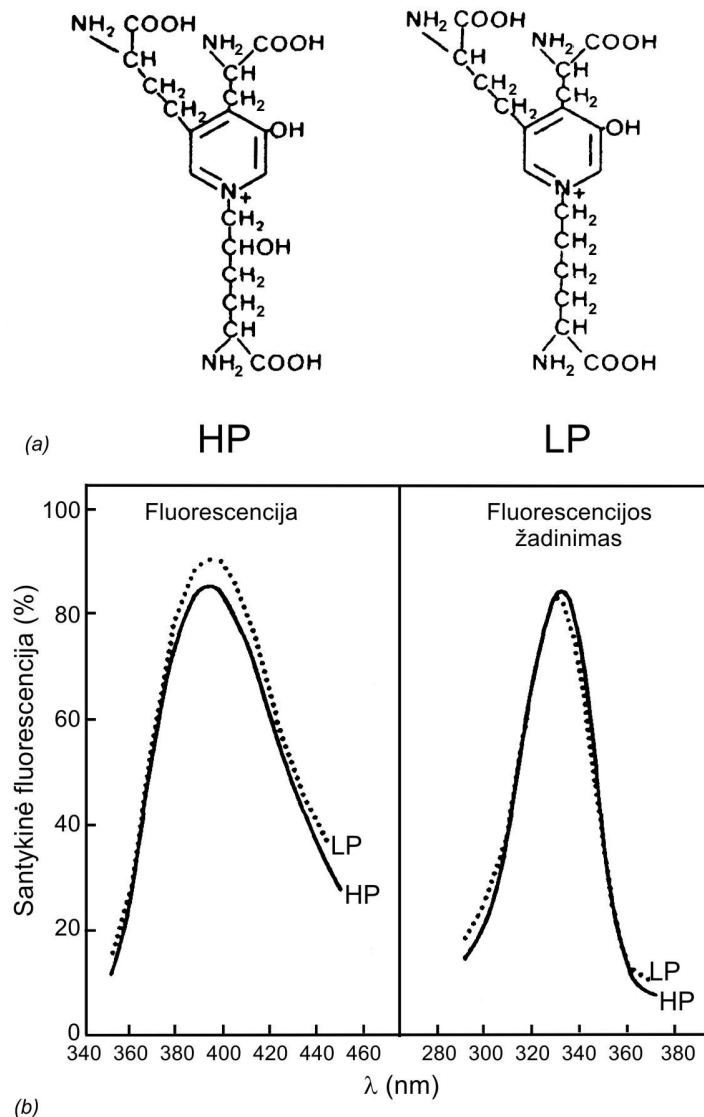 NH2 COOH
CH
CH2
CH2
NH2 COOH
CH
CH2
OH
N
+
CH2
CHOH
CH2
CH2
CH
NH2 COOH
NH2 COOH
CH
CH2
CH2
NH2 COOH
CH
CH2
OH
N
+
CH2
CH2
CH2
CH2
CH
NH2 COOH
(a) HP LP
Fluorescencija
Fluorescencijos
žadinimas
Santykinė fluorescencija (%)
100
80
60
40
20
0
LP
HP
LP
HP
340 360 380 400 420 440 460
280 300 320 340 360 380
λ (nm)
(b)